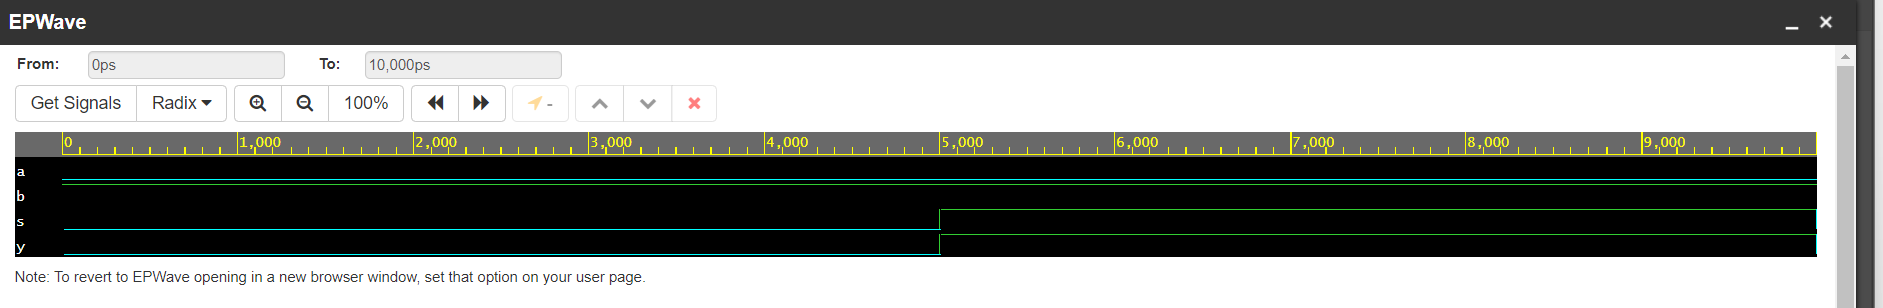 EPWave
From: 0ps To: 10,000ps
Get Signals Radix 100% -
0 1,000 2,000 3,000 4,000 5,000 6,000 7,000 8,000 9,000
a
b
s
y
Note: To revert to EPWave opening in a new browser window, set that option on your user page.